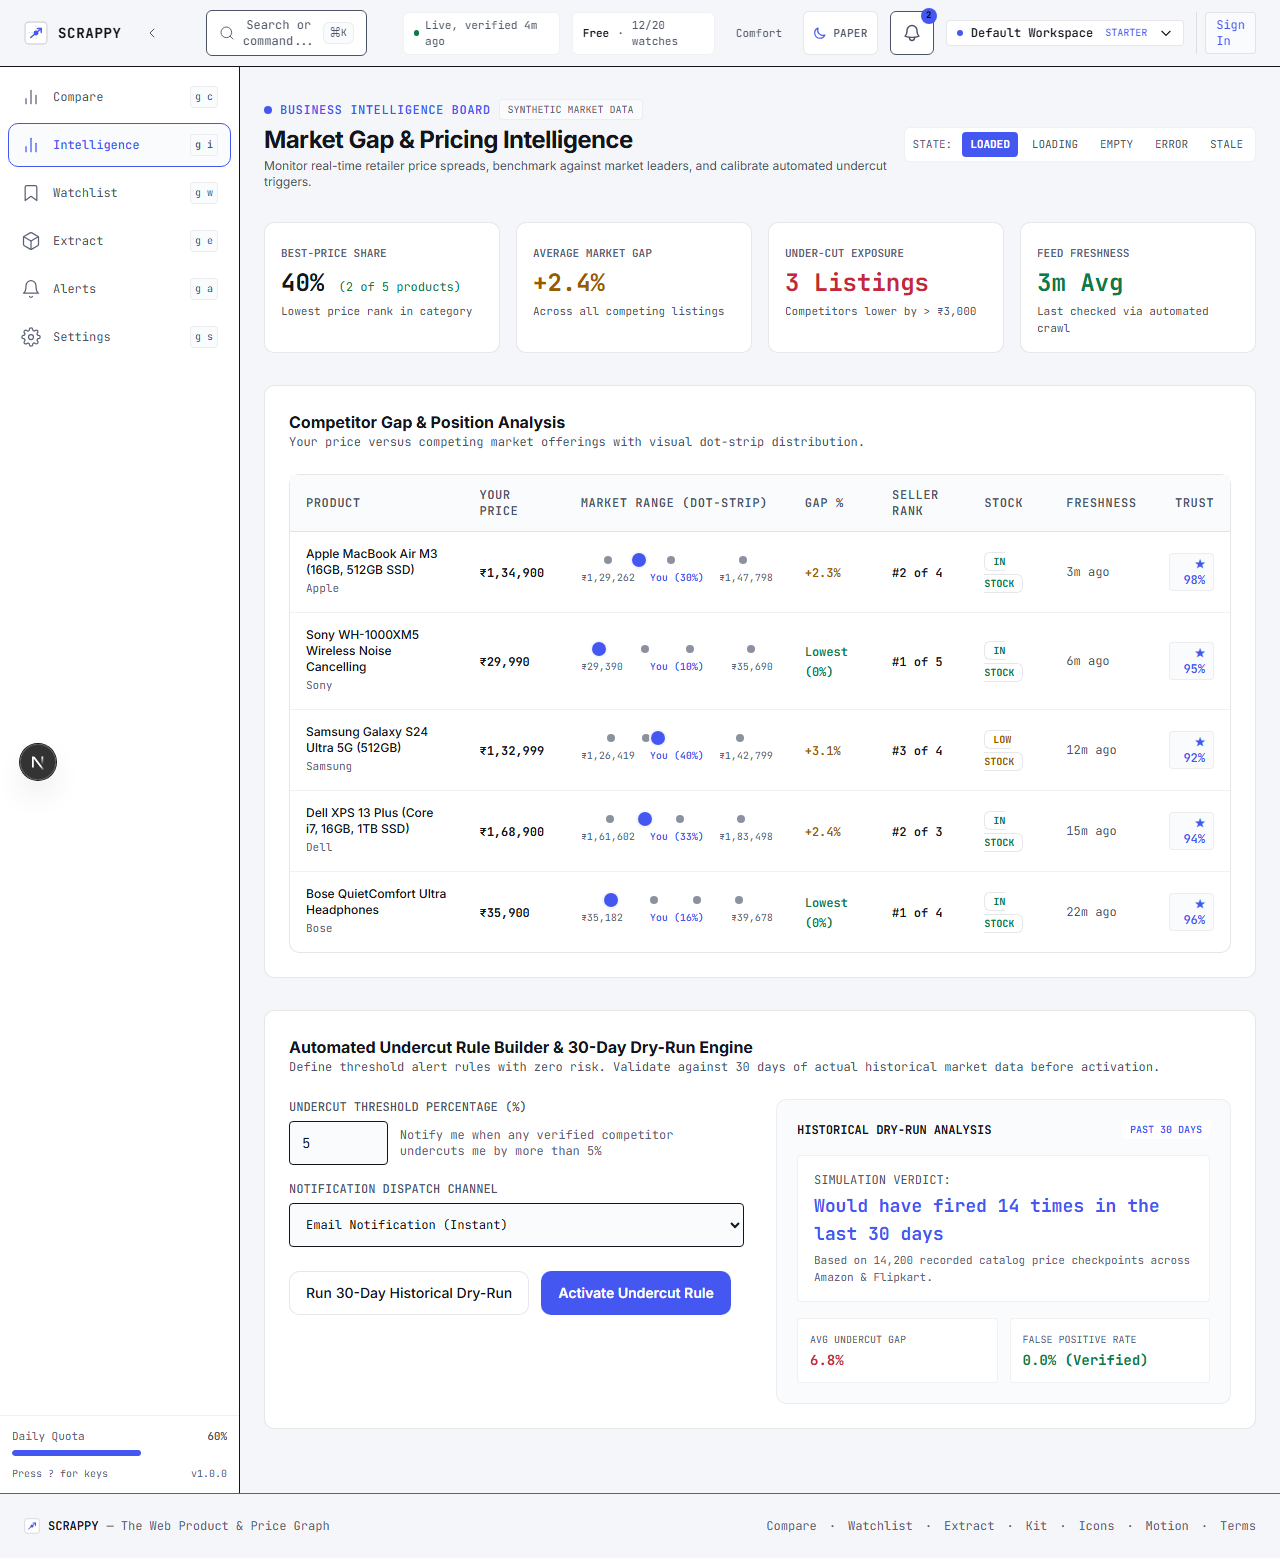 SCRAPPY
Search or command... ⌘K
Live, verified 4m ago
Free · 12/20 watches
Comfort
PAPER
2
Default Workspace STARTER
Sign In
Compare g c
Intelligence g i
Watchlist g w
Extract g e
Alerts g a
Settings g s
N
Daily Quota 60%
Press ? for keys v1.0.0
BUSINESS INTELLIGENCE BOARD SYNTHETIC MARKET DATA
Market Gap & Pricing Intelligence
Monitor real-time retailer price spreads, benchmark against market leaders, and calibrate automated undercut
triggers.
STATE: LOADED LOADING EMPTY ERROR STALE
BEST-PRICE SHARE
40% (2 of 5 products)
Lowest price rank in category
AVERAGE MARKET GAP
+2.4%
Across all competing listings
UNDER-CUT EXPOSURE
3 Listings
Competitors lower by > ₹3,000
FEED FRESHNESS
3m Avg
Last checked via automated
crawl
Competitor Gap & Position Analysis
Your price versus competing market offerings with visual dot-strip distribution.
PRODUCT YOUR PRICE MARKET RANGE (DOT-STRIP) GAP % SELLER RANK STOCK FRESHNESS TRUST
Apple MacBook Air M3
(16GB, 512GB SSD)
Apple
₹1,34,900
₹1,29,262 You (30%) ₹1,47,798
+2.3%
#2 of 4
IN STOCK
3m ago
★ 98%
Sony WH-1000XM5
Wireless Noise
Cancelling
Sony
₹29,990
₹29,390 You (10%) ₹35,690
Lowest (0%)
#1 of 5
IN STOCK
6m ago
★ 95%
Samsung Galaxy S24
Ultra 5G (512GB)
Samsung
₹1,32,999
₹1,26,419 You (40%) ₹1,42,799
+3.1%
#3 of 4
LOW STOCK
12m ago
★ 92%
Dell XPS 13 Plus (Core
i7, 16GB, 1TB SSD)
Dell
₹1,68,900
₹1,61,602 You (33%) ₹1,83,498
+2.4%
#2 of 3
IN STOCK
15m ago
★ 94%
Bose QuietComfort Ultra
Headphones
Bose
₹35,900
₹35,182 You (16%) ₹39,678
Lowest (0%)
#1 of 4
IN STOCK
22m ago
★ 96%
Automated Undercut Rule Builder & 30-Day Dry-Run Engine
Define threshold alert rules with zero risk. Validate against 30 days of actual historical market data before activation.
UNDERCUT THRESHOLD PERCENTAGE (%)
5
Notify me when any verified competitor
undercuts me by more than 5%
NOTIFICATION DISPATCH CHANNEL
Email Notification (Instant)
Run 30-Day Historical Dry-Run
Activate Undercut Rule
HISTORICAL DRY-RUN ANALYSIS PAST 30 DAYS
SIMULATION VERDICT:
Would have fired 14 times in the
last 30 days
Based on 14,200 recorded catalog price checkpoints across
Amazon & Flipkart.
AVG UNDERCUT GAP
6.8%
FALSE POSITIVE RATE
0.0% (Verified)
SCRAPPY — The Web Product & Price Graph
Compare · Watchlist · Extract · Kit · Icons · Motion · Terms